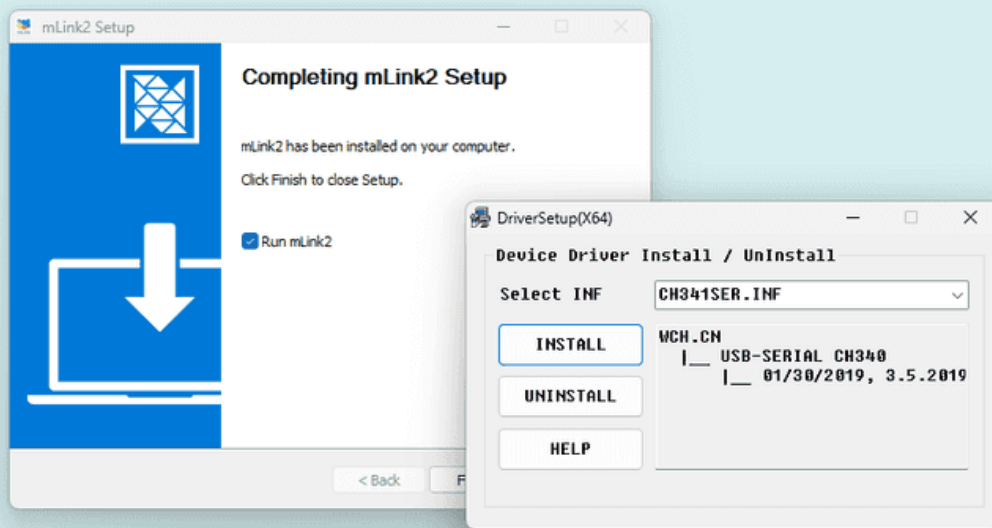 mLink2 Setup
Completing mLink2 Setup
mLink2 has been installed on your computer.
Click Finish to close Setup.
Run mLink2
< Back
DriverSetup(X64)
Device Driver Install / UnInstall
Select INF
CH341SER.INF
INSTALL
UNINSTALL
HELP
WCH.CN
|__ USB-SERIAL CH340
|__ 01/30/2019, 3.5.2019